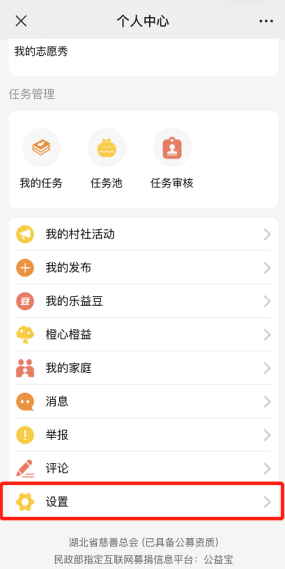 个人中心
我的志愿秀
任务管理
我的任务 任务池 任务审核
我的村社活动
我的发布
豆 我的乐益豆
橙心橙益
我的家庭
消息
举报
评论
设置
湖北省慈善总会 (已具备公募资质)
民政部指定互联网募捐信息平台：公益宝